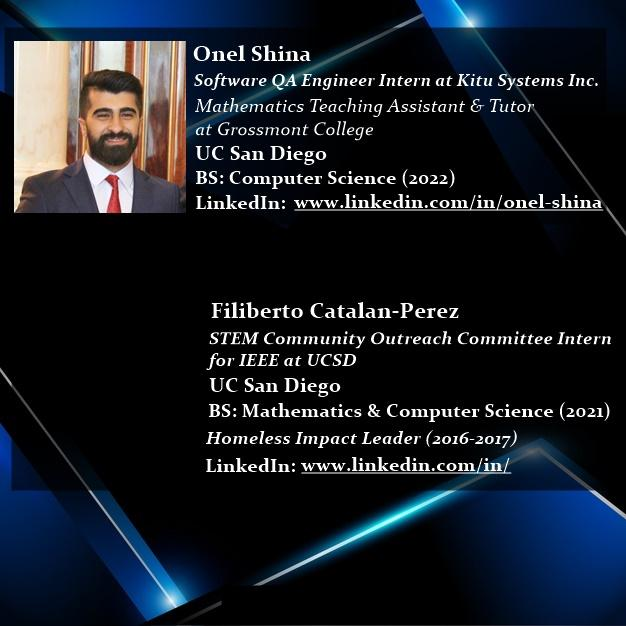 Onel Shina
Software QA Engineer Intern at Kitu Systems Inc.
Mathematics Teaching Assistant & Tutor
at Grossmont College
UC San Diego
BS: Computer Science (2022)
LinkedIn: www.linkedin.com/in/onel-shina
Filiberto Catalan-Perez
STEM Community Outreach Committee Intern
for IEEE at UCSD
UC San Diego
BS: Mathematics & Computer Science (2021)
Homeless Impact Leader (2016-2017)
LinkedIn: www.linkedin.com/in/